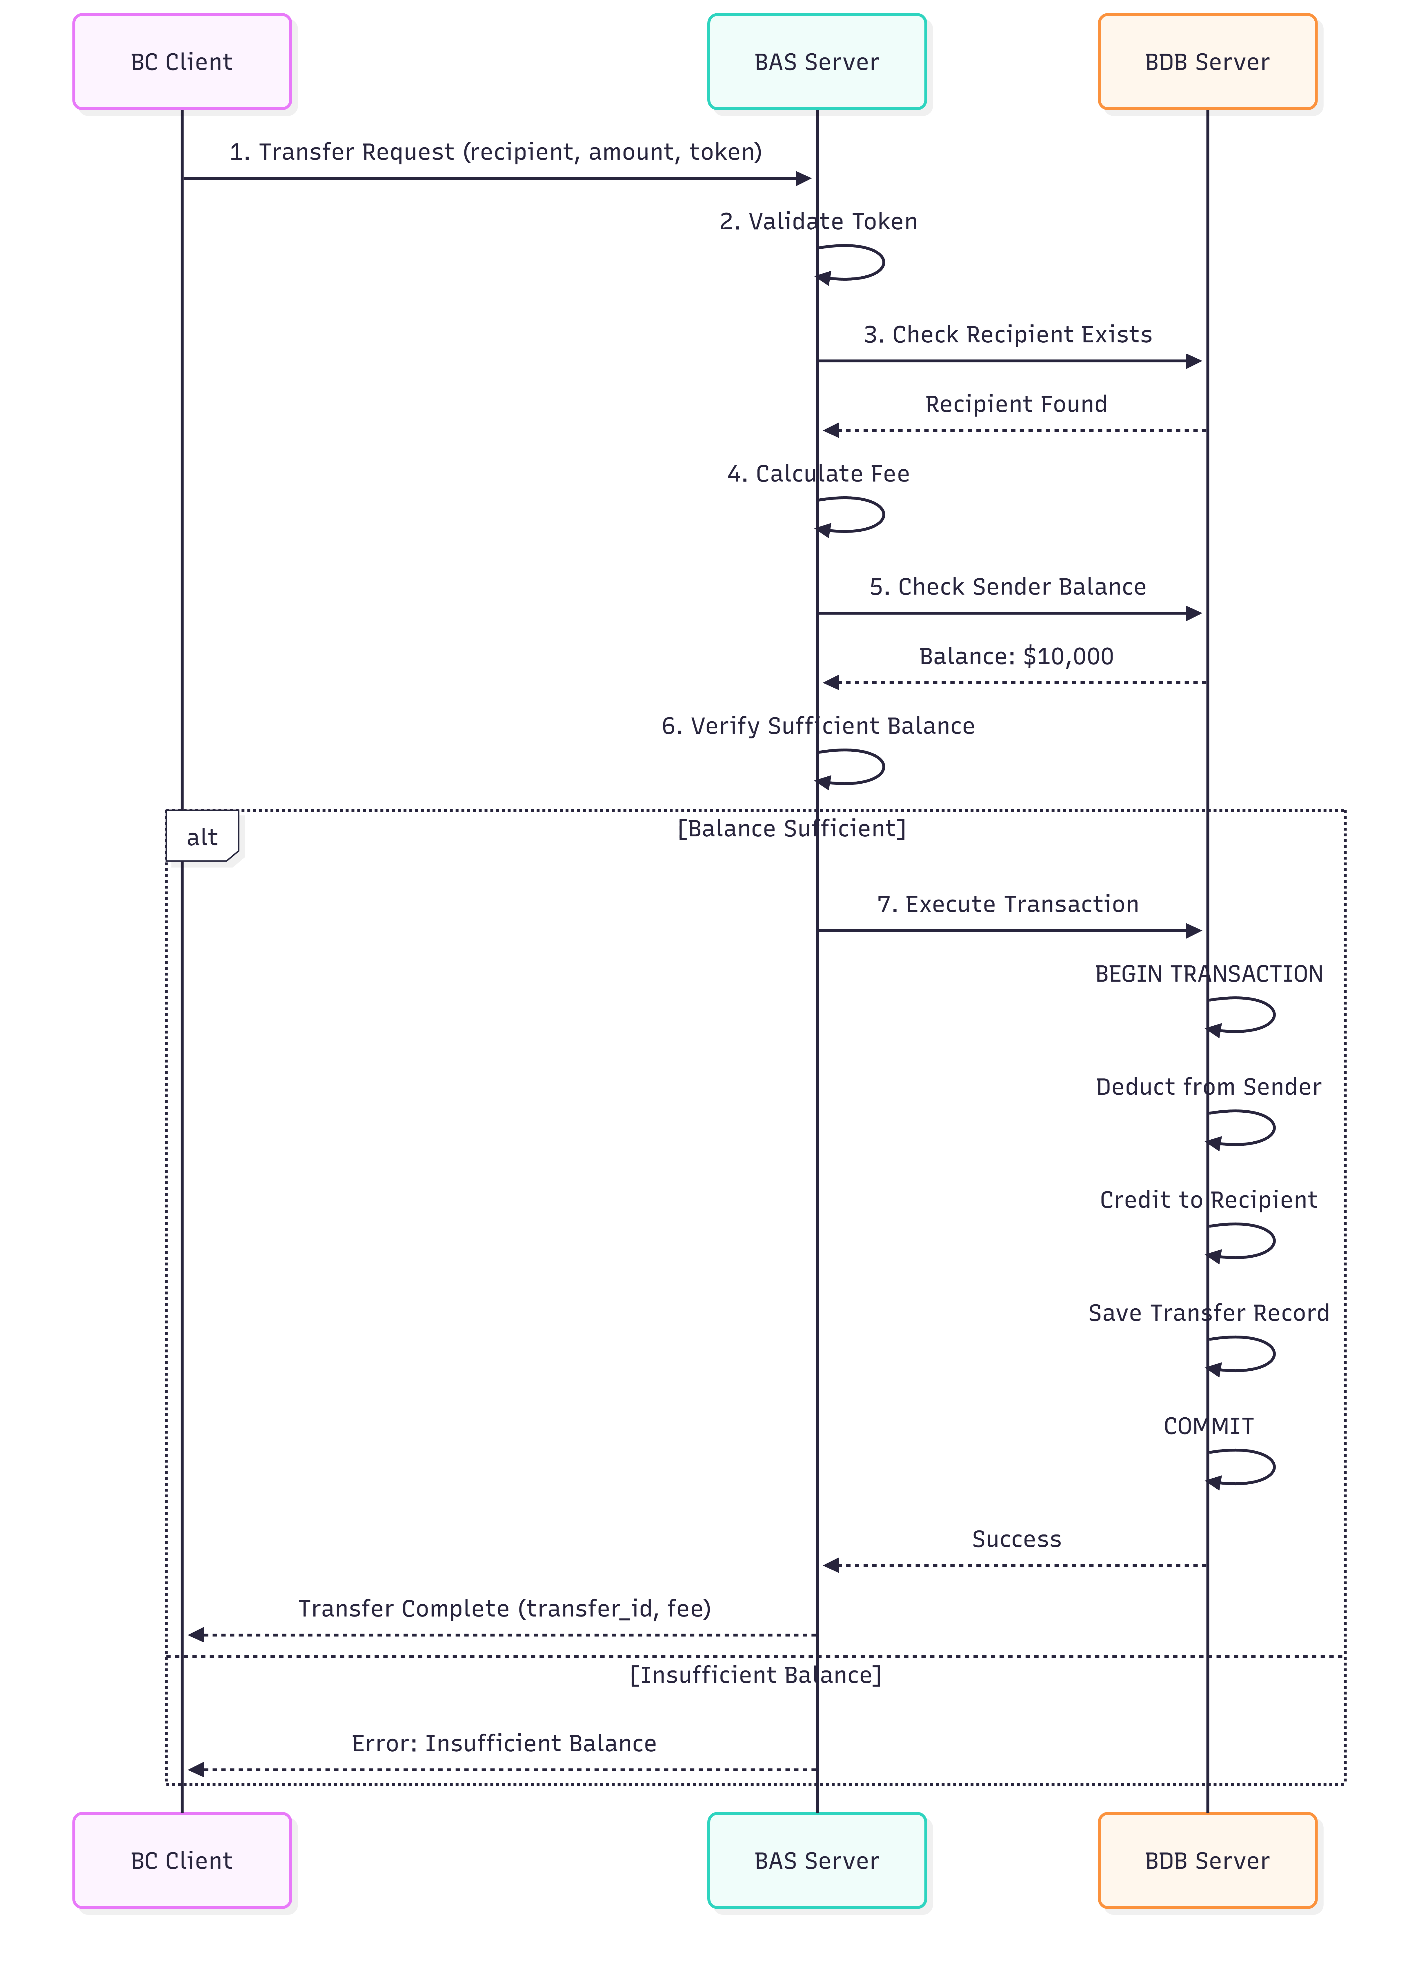 BC Client
BAS Server
BDB Server
1. Transfer Request (recipient, amount, token)
2. Validate Token
3. Check Recipient Exists
Recipient Found
4. Calculate Fee
5. Check Sender Balance
Balance: $10,000
6. Verify Sufficient Balance
alt
[Balance Sufficient]
7. Execute Transaction
BEGIN TRANSACTION
Deduct from Sender
Credit to Recipient
Save Transfer Record
COMMIT
Success
Transfer Complete (transfer_id, fee)
[Insufficient Balance]
Error: Insufficient Balance
BC Client
BAS Server
BDB Server